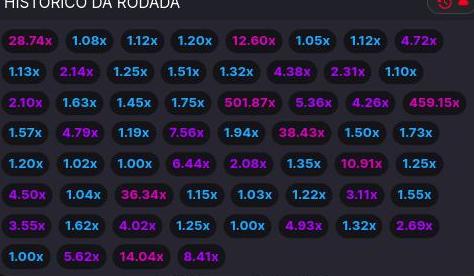 HISTÓRICO DA RODADA
28.74x 1.08x 1.12x 1.20x 12.60x 1.05x 1.12x 4.72x
1.13x 2.14x 1.25x 1.51x 1.32x 4.38x 2.31x 1.10x
2.10x 1.63x 1.45x 1.75x 501.87x 5.36x 4.26x 459.15x
1.57x 4.79x 1.19x 7.56x 1.94x 38.43x 1.50x 1.73x
1.20x 1.02x 1.00x 6.44x 2.08x 1.35x 10.91x 1.25x
4.50x 1.04x 36.34x 1.15x 1.03x 1.22x 3.11x 1.55x
3.55x 1.62x 4.02x 1.25x 1.00x 4.93x 1.32x 2.69x
1.00x 5.62x 14.04x 8.41x